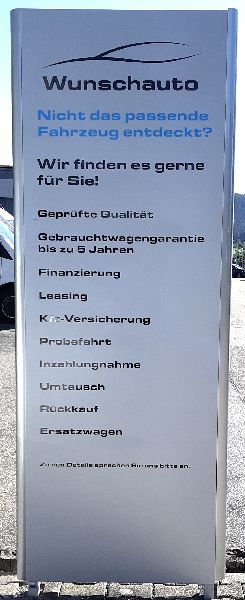 Wunschauto
Nicht das passende
Fahrzeug entdeckt?
Wir finden es gerne
für Sie!
Geprüfte Qualität
Gebrauchtwagengarantie
bis zu 5 Jahren
Finanzierung
Leasing
Kfz-Versicherung
Probefahrt
Inzahlungnahme
Umtausch
Rückkauf
Ersatzwagen
Zu den Details sprechen Sie uns bitte an.